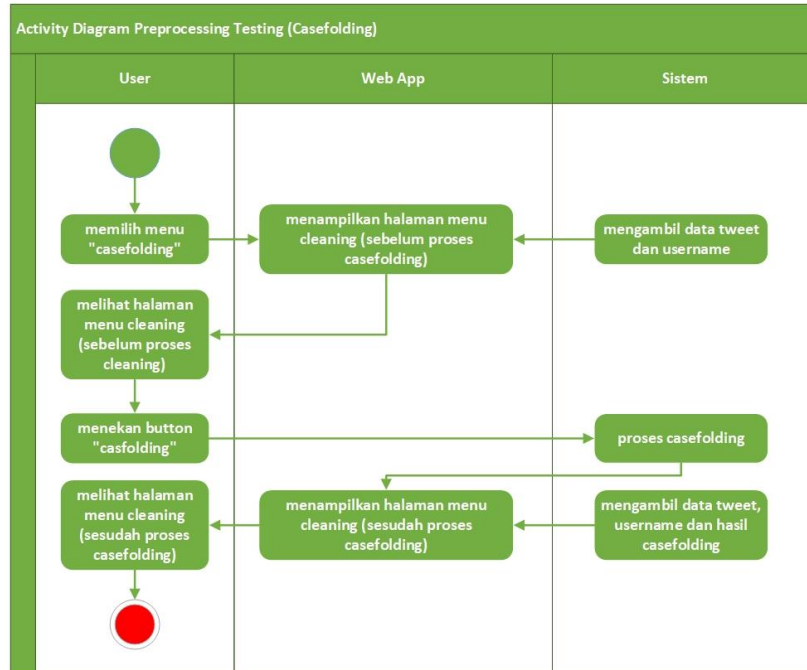 Activity Diagram Preprocessing Testing (Casefolding)
User
Web App
Sistem
memilih menu
"casefolding"
menampilkan halaman menu
cleaning (sebelum proses
casefolding)
mengambil data tweet
dan username
melihat halaman
menu cleaning
(sebelum proses
cleaning)
menekan button
"casfolding"
proses casefolding
melihat halaman
menu cleaning
(sesudah proses
casefolding)
menampilkan halaman menu
cleaning (sesudah proses
casefolding)
mengambil data tweet,
username dan hasil
casefolding